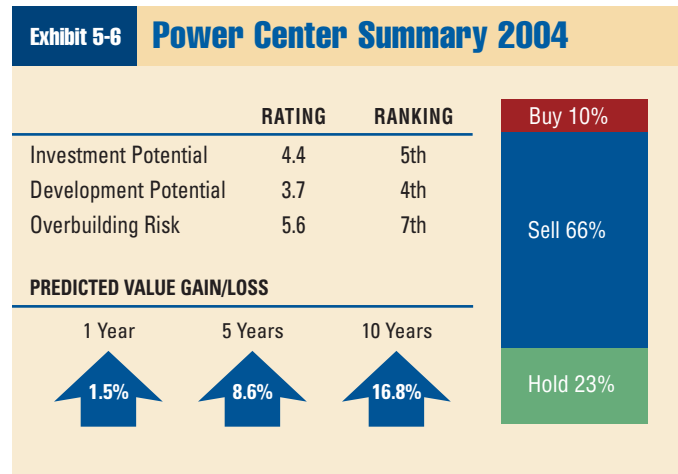 Exhibit 5-6 Power Center Summary 2004
RATING RANKING
Investment Potential 4.4 5th
Development Potential 3.7 4th
Overbuilding Risk 5.6 7th
PREDICTED VALUE GAIN/LOSS
1 Year 5 Years 10 Years
1.5% 8.6% 16.8%
Buy 10%
Sell 66%
Hold 23%